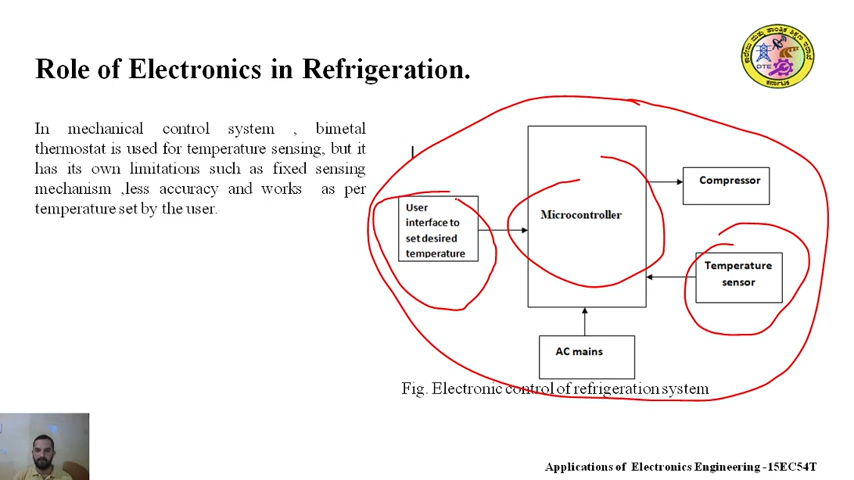 Role of Electronics in Refrigeration.
In mechanical control system , bimetal
thermostat is used for temperature sensing, but it
has its own limitations such as fixed sensing
mechanism ,less accuracy and works as per
temperature set by the user.
User
interface to
set desired
temperature
Microcontroller
Compressor
Temperature
sensor
AC mains
Fig. Electronic control of refrigeration system
DTE
Applications of Electronics Engineering -15EC54T